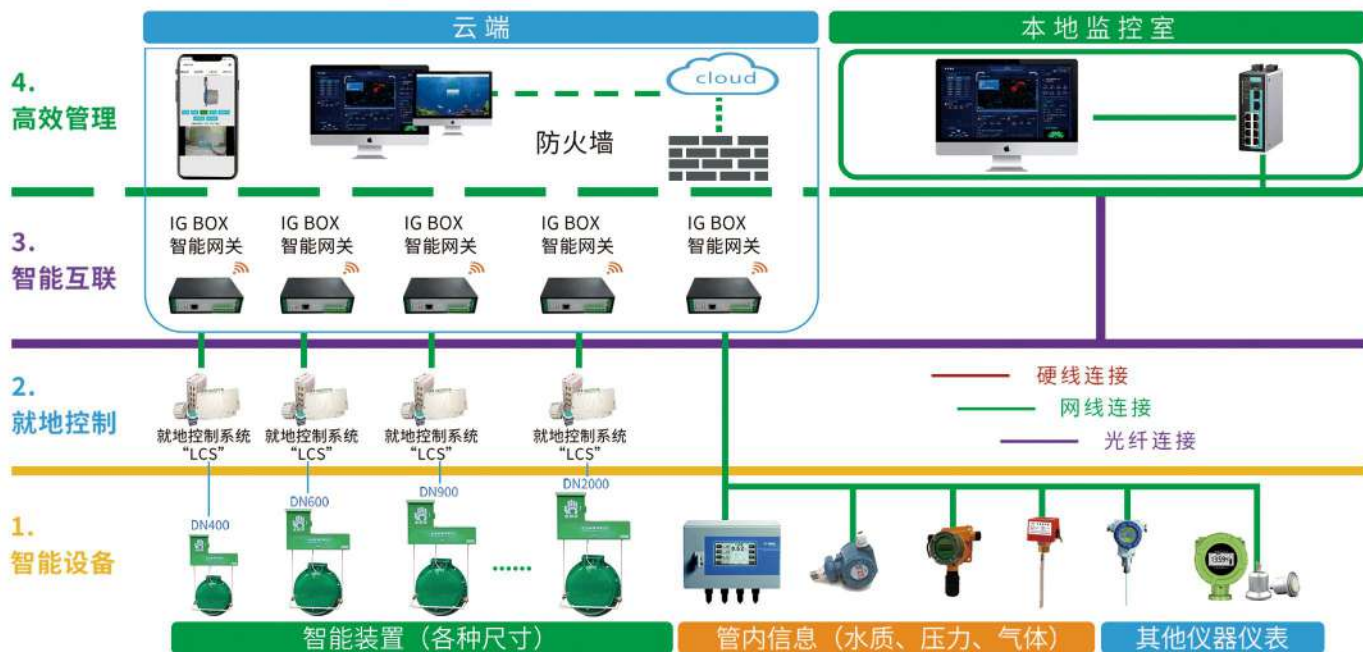 云端
本地监控室
4.
高效管理
cloud
防火墙
3.
智能互联
IG BOX
智能网关
IG BOX
智能网关
IG BOX
智能网关
IG BOX
智能网关
IG BOX
智能网关
2.
就地控制
就地控制系统
“LCS”
就地控制系统
“LCS”
就地控制系统
“LCS”
就地控制系统
“LCS”
硬线连接
网线连接
光纤连接
1.
智能设备
DN400
DN600
DN900
DN2000
······
智能装置（各种尺寸）
管内信息（水质、压力、气体）
其他仪器仪表